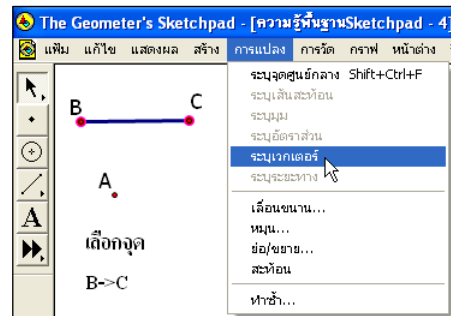 The Geometer's Sketchpad - [ความรู้พื้นฐานSketchpad - 4]
แฟ้ม แก้ไข แสดงผล สร้าง การแปลง การวัด กราฟ หน้าต่าง
ระบุจุดศูนย์กลาง Shift+Ctrl+F
ระบุเส้นสะท้อน
ระบุมุม
ระบุอัตราส่วน
ระบุเวกเตอร์
ระบุระยะทาง
เลื่อนขนาน...
หมุน...
ย่อ/ขยาย...
สะท้อน
ทำซ้ำ...
B C
A
A
เลือกจุด
B->C